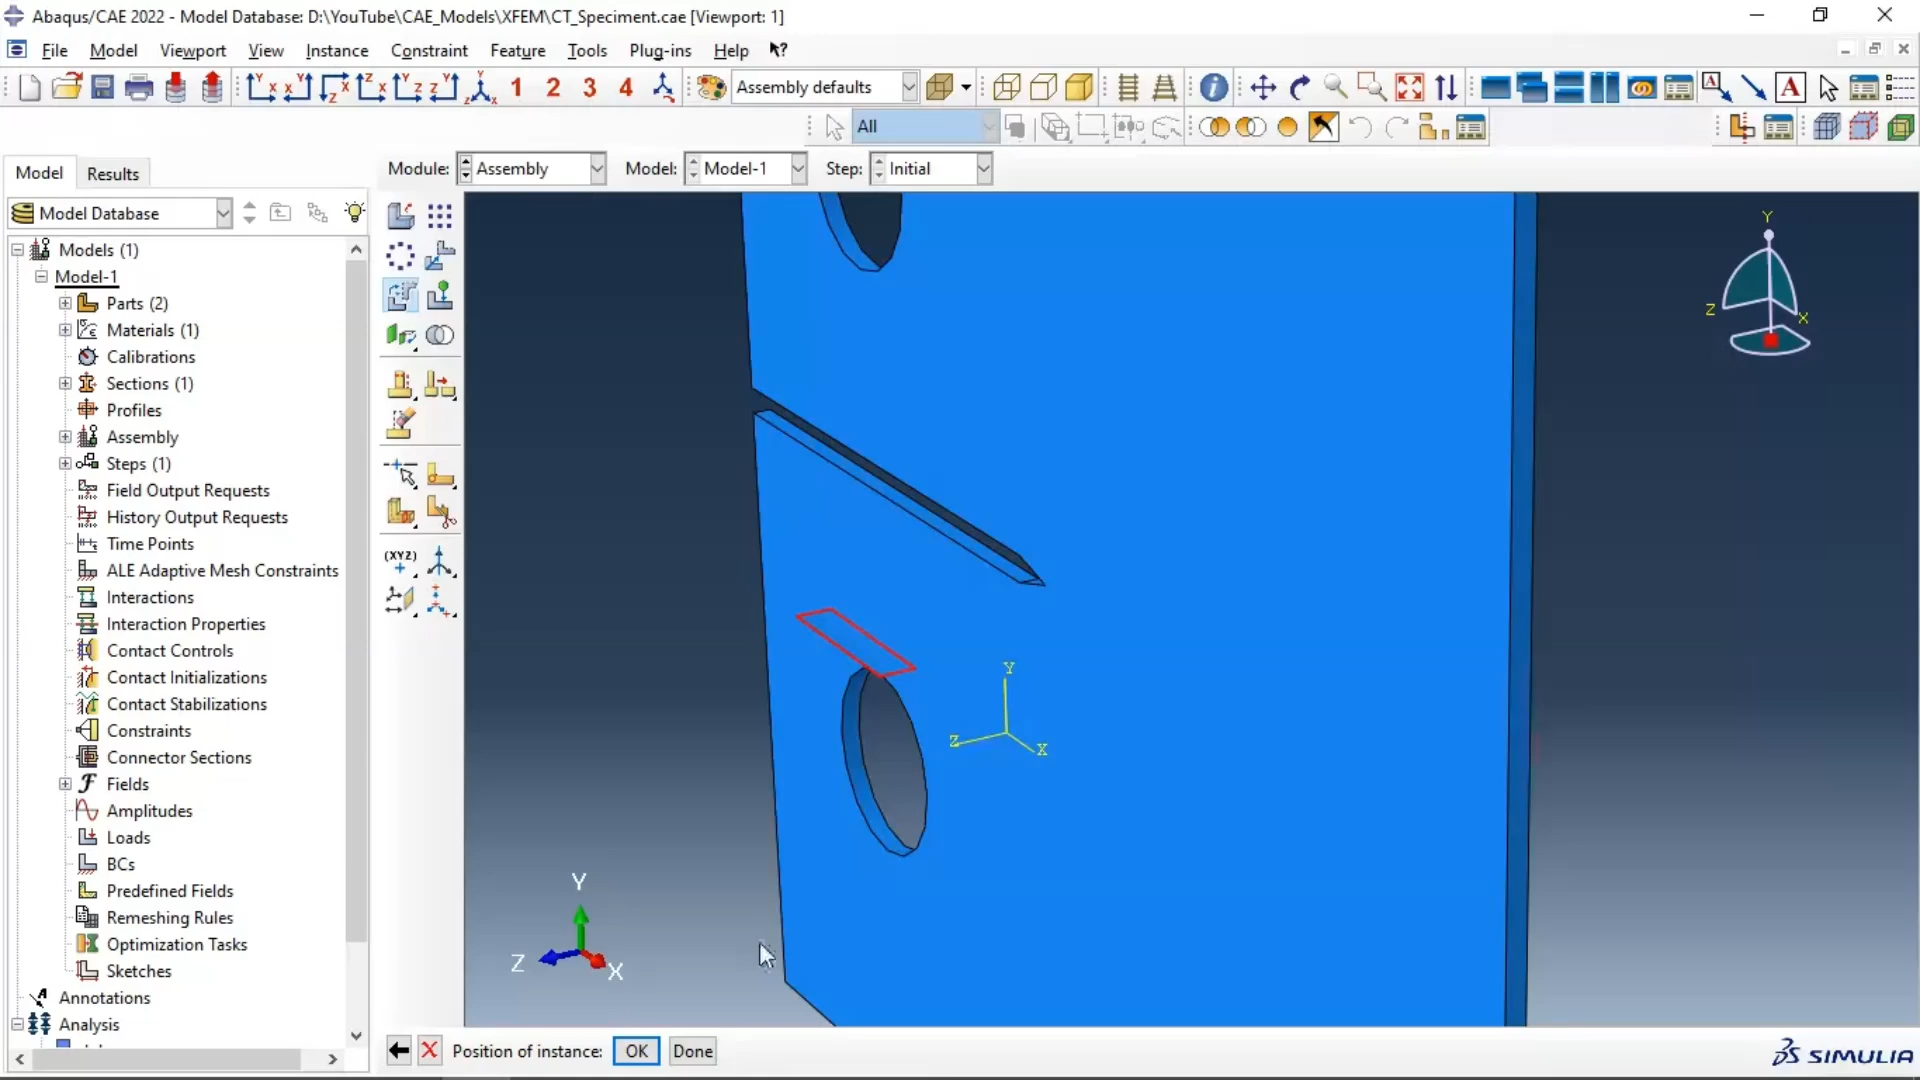 Abaqus/CAE 2022 - Model Database: D:\YouTube\CAE_Models\XFEM\CT_Speciment.cae [Viewport: 1]
File Model Viewport View Instance Constraint Feature Tools Plug-ins Help
1 2 3 4 Assembly defaults
All
Module: Assembly Model: Model-1 Step: Initial
Model Results
Model Database
Models (1)
Model-1
Parts (2)
Materials (1)
Calibrations
Sections (1)
Profiles
Assembly
Steps (1)
Field Output Requests
History Output Requests
Time Points
ALE Adaptive Mesh Constraints
Interactions
Interaction Properties
Contact Controls
Contact Initializations
Contact Stabilizations
Constraints
Connector Sections
Fields
Amplitudes
Loads
BCs
Predefined Fields
Remeshing Rules
Optimization Tasks
Sketches
Annotations
Analysis
(XYZ)
Y
Z
X
Y
Z
X
Y
Z
X
Position of instance: OK Done
SIMULIA